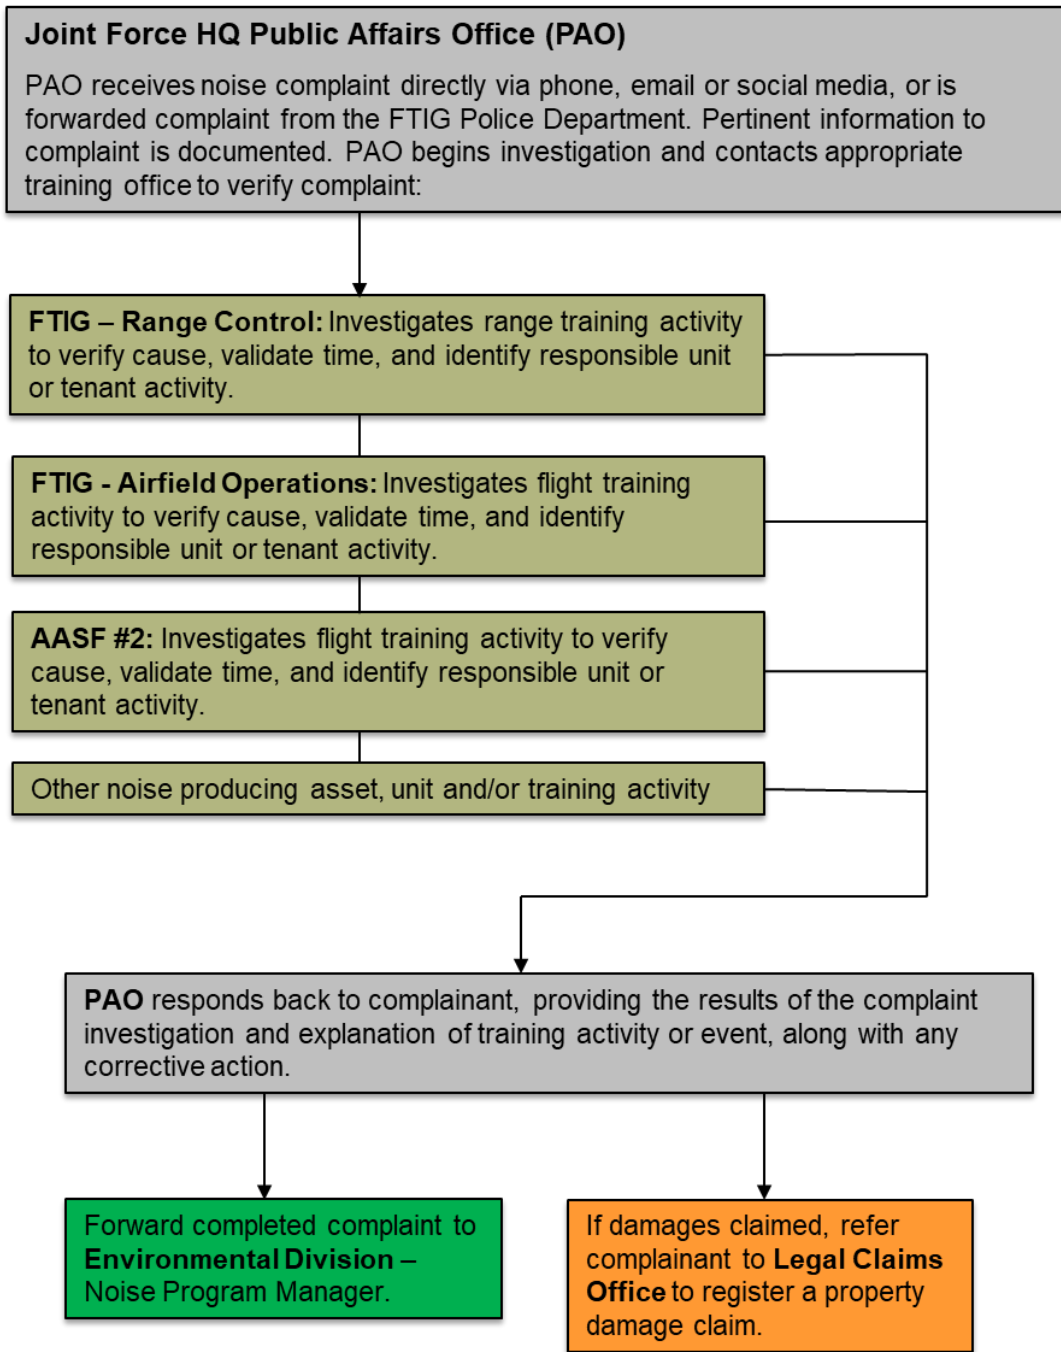 Joint Force HQ Public Affairs Office (PAO)
PAO receives noise complaint directly via phone, email or social media, or is
forwarded complaint from the FTIG Police Department. Pertinent information to
complaint is documented. PAO begins investigation and contacts appropriate
training office to verify complaint:
FTIG – Range Control: Investigates range training activity
to verify cause, validate time, and identify responsible unit
or tenant activity.
FTIG - Airfield Operations: Investigates flight training
activity to verify cause, validate time, and identify
responsible unit or tenant activity.
AASF #2: Investigates flight training activity to verify
cause, validate time, and identify responsible unit or
tenant activity.
Other noise producing asset, unit and/or training activity
PAO responds back to complainant, providing the results of the complaint
investigation and explanation of training activity or event, along with any
corrective action.
Forward completed complaint to
Environmental Division –
Noise Program Manager.
If damages claimed, refer
complainant to Legal Claims
Office to register a property
damage claim.